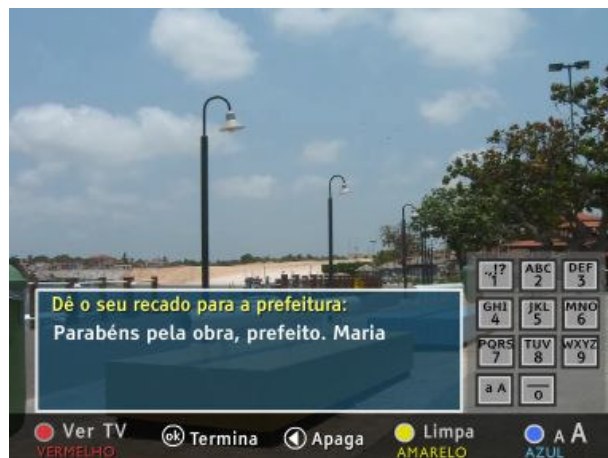 Dê o seu recado para a prefeitura:
Parabéns pela obra, prefeito. Maria
.,!? ABC DEF
1 2 3
GHI JKL MNO
4 5 6
PQRS TUV WXYZ
7 8 9
a A 0
Ver TV ok Termina Apaga Limpa A A
VERMELHO AMARELO AZUL